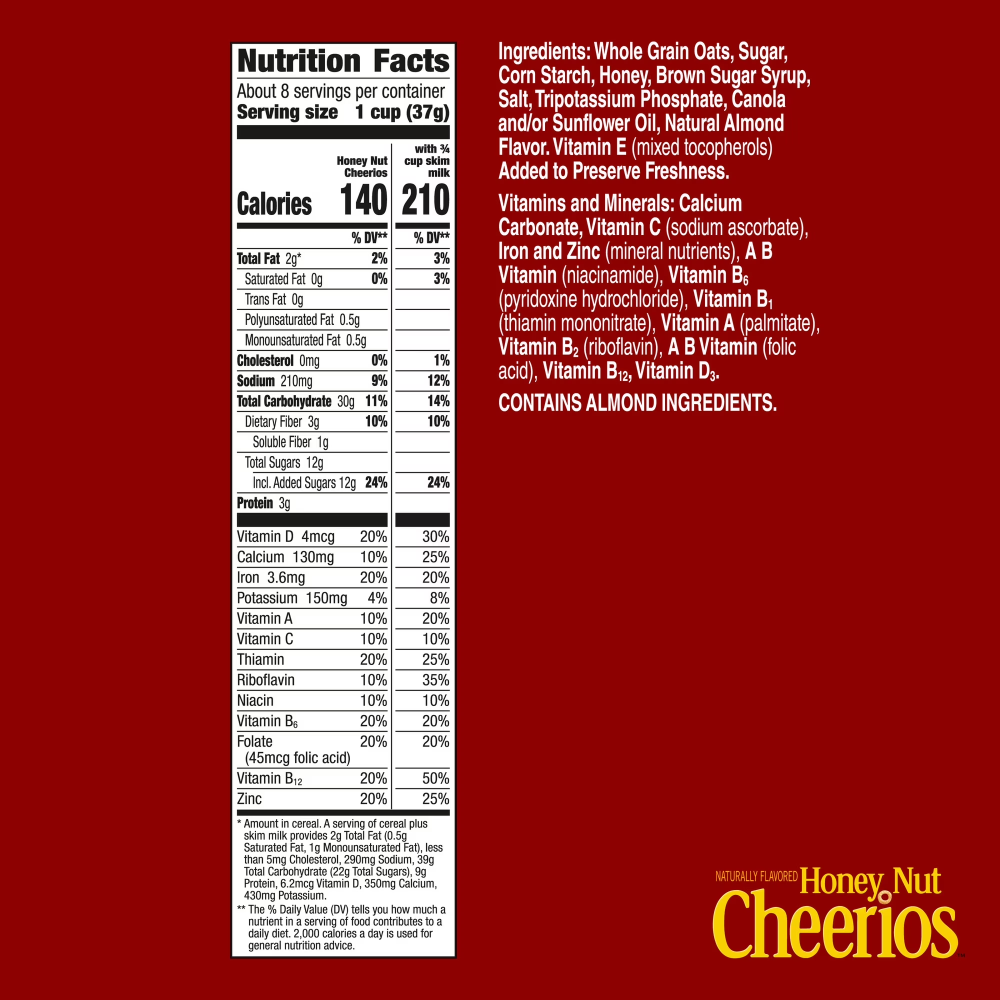 Nutrition Facts
About 8 servings per container
Serving size 1 cup (37g)
Honey Nut
Cheerios
with ¾
cup skim
milk
Calories 140 210
% DV** % DV**
Total Fat 2g* 2% 3%
Saturated Fat 0g 0% 3%
Trans Fat 0g
Polyunsaturated Fat 0.5g
Monounsaturated Fat 0.5g
Cholesterol 0mg 0% 1%
Sodium 210mg 9% 12%
Total Carbohydrate 30g 11% 14%
Dietary Fiber 3g 10% 10%
Soluble Fiber 1g
Total Sugars 12g
Incl. Added Sugars 12g 24% 24%
Protein 3g
Vitamin D 4mcg 20% 30%
Calcium 130mg 10% 25%
Iron 3.6mg 20% 20%
Potassium 150mg 4% 8%
Vitamin A 10% 20%
Vitamin C 10% 10%
Thiamin 20% 25%
Riboflavin 10% 35%
Niacin 10% 10%
Vitamin B₆ 20% 20%
Folate 20% 20%
(45mcg folic acid)
Vitamin B₁₂ 20% 50%
Zinc 20% 25%
* Amount in cereal. A serving of cereal plus
skim milk provides 2g Total Fat (0.5g
Saturated Fat, 1g Monounsaturated Fat), less
than 5mg Cholesterol, 290mg Sodium, 39g
Total Carbohydrate (22g Total Sugars), 9g
Protein, 6.2mcg Vitamin D, 350mg Calcium,
430mg Potassium.
** The % Daily Value (DV) tells you how much a
nutrient in a serving of food contributes to a
daily diet. 2,000 calories a day is used for
general nutrition advice.
Ingredients: Whole Grain Oats, Sugar,
Corn Starch, Honey, Brown Sugar Syrup,
Salt, Tripotassium Phosphate, Canola
and/or Sunflower Oil, Natural Almond
Flavor. Vitamin E (mixed tocopherols)
Added to Preserve Freshness.
Vitamins and Minerals: Calcium
Carbonate, Vitamin C (sodium ascorbate),
Iron and Zinc (mineral nutrients), A B
Vitamin (niacinamide), Vitamin B₆
(pyridoxine hydrochloride), Vitamin B₁
(thiamin mononitrate), Vitamin A (palmitate),
Vitamin B₂ (riboflavin), A B Vitamin (folic
acid), Vitamin B₁₂, Vitamin D₃.
CONTAINS ALMOND INGREDIENTS.
NATURALLY FLAVORED Honey Nut
Cheerios™